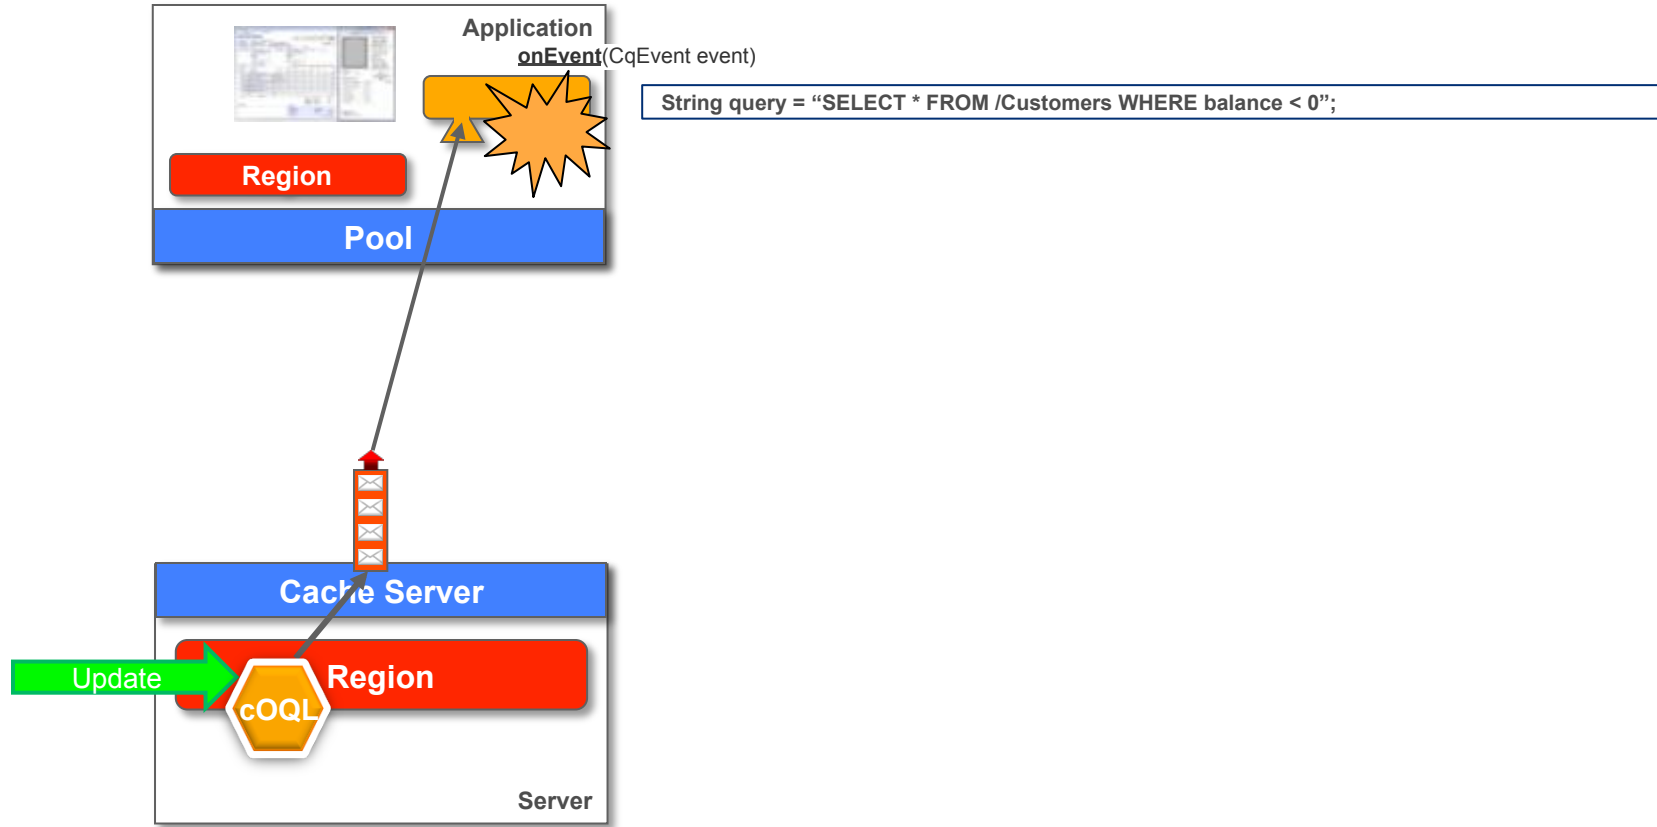 Application
onEvent(CqEvent event)
String query = “SELECT * FROM /Customers WHERE balance < 0”;
Region
Pool
Cache Server
Update
Region
cOQL
Server